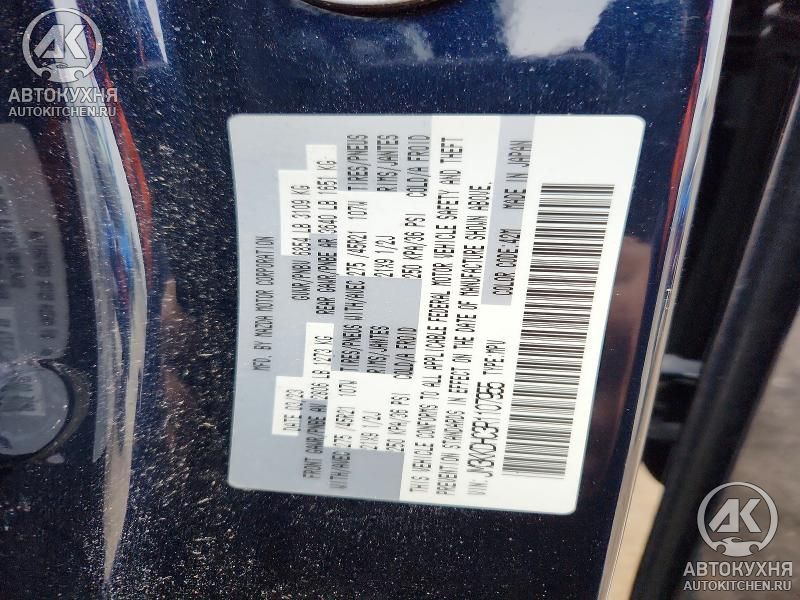 AK
АВТОКУХНЯ
AUTOKITCHEN.RU
MFD. BY MAZDA MOTOR CORPORATION
DATE 02/23 GVWR/PNBV 6854 LB 3109 KG
FRONT GAWR/PNBE AV 2806 LB 1273 KG REAR GAWR/PNBE AR 3640 LB 1651 KG
WITH/AVEC 275/45R21 107W TIRES/PNEUS WITH/AVEC 275/45R21 107W TIRES/PNEUS
21X9 1/2J RIMS/JANTES 21X9 1/2J RIMS/JANTES
250 KPA/36 PSI COLD/A FROID 250 KPA/36 PSI COLD/A FROID
THIS VEHICLE CONFORMS TO ALL APPLICABLE FEDERAL MOTOR VEHICLE SAFETY AND THEFT
PREVENTION STANDARDS IN EFFECT ON THE DATE OF MANUFACTURE SHOWN ABOVE.
VIN: TYPE:MPV
COLOR CODE:42M MADE IN JAPAN
AK
АВТОКУХНЯ
AUTOKITCHEN.RU